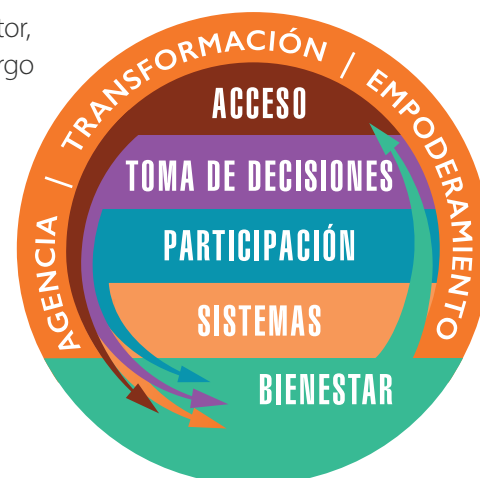 tor,
rgo
AGENCIA | TRANSFORMACIÓN | EMPODERAMIENTO
ACCESO
TOMA DE DECISIONES
PARTICIPACIÓN
SISTEMAS
BIENESTAR